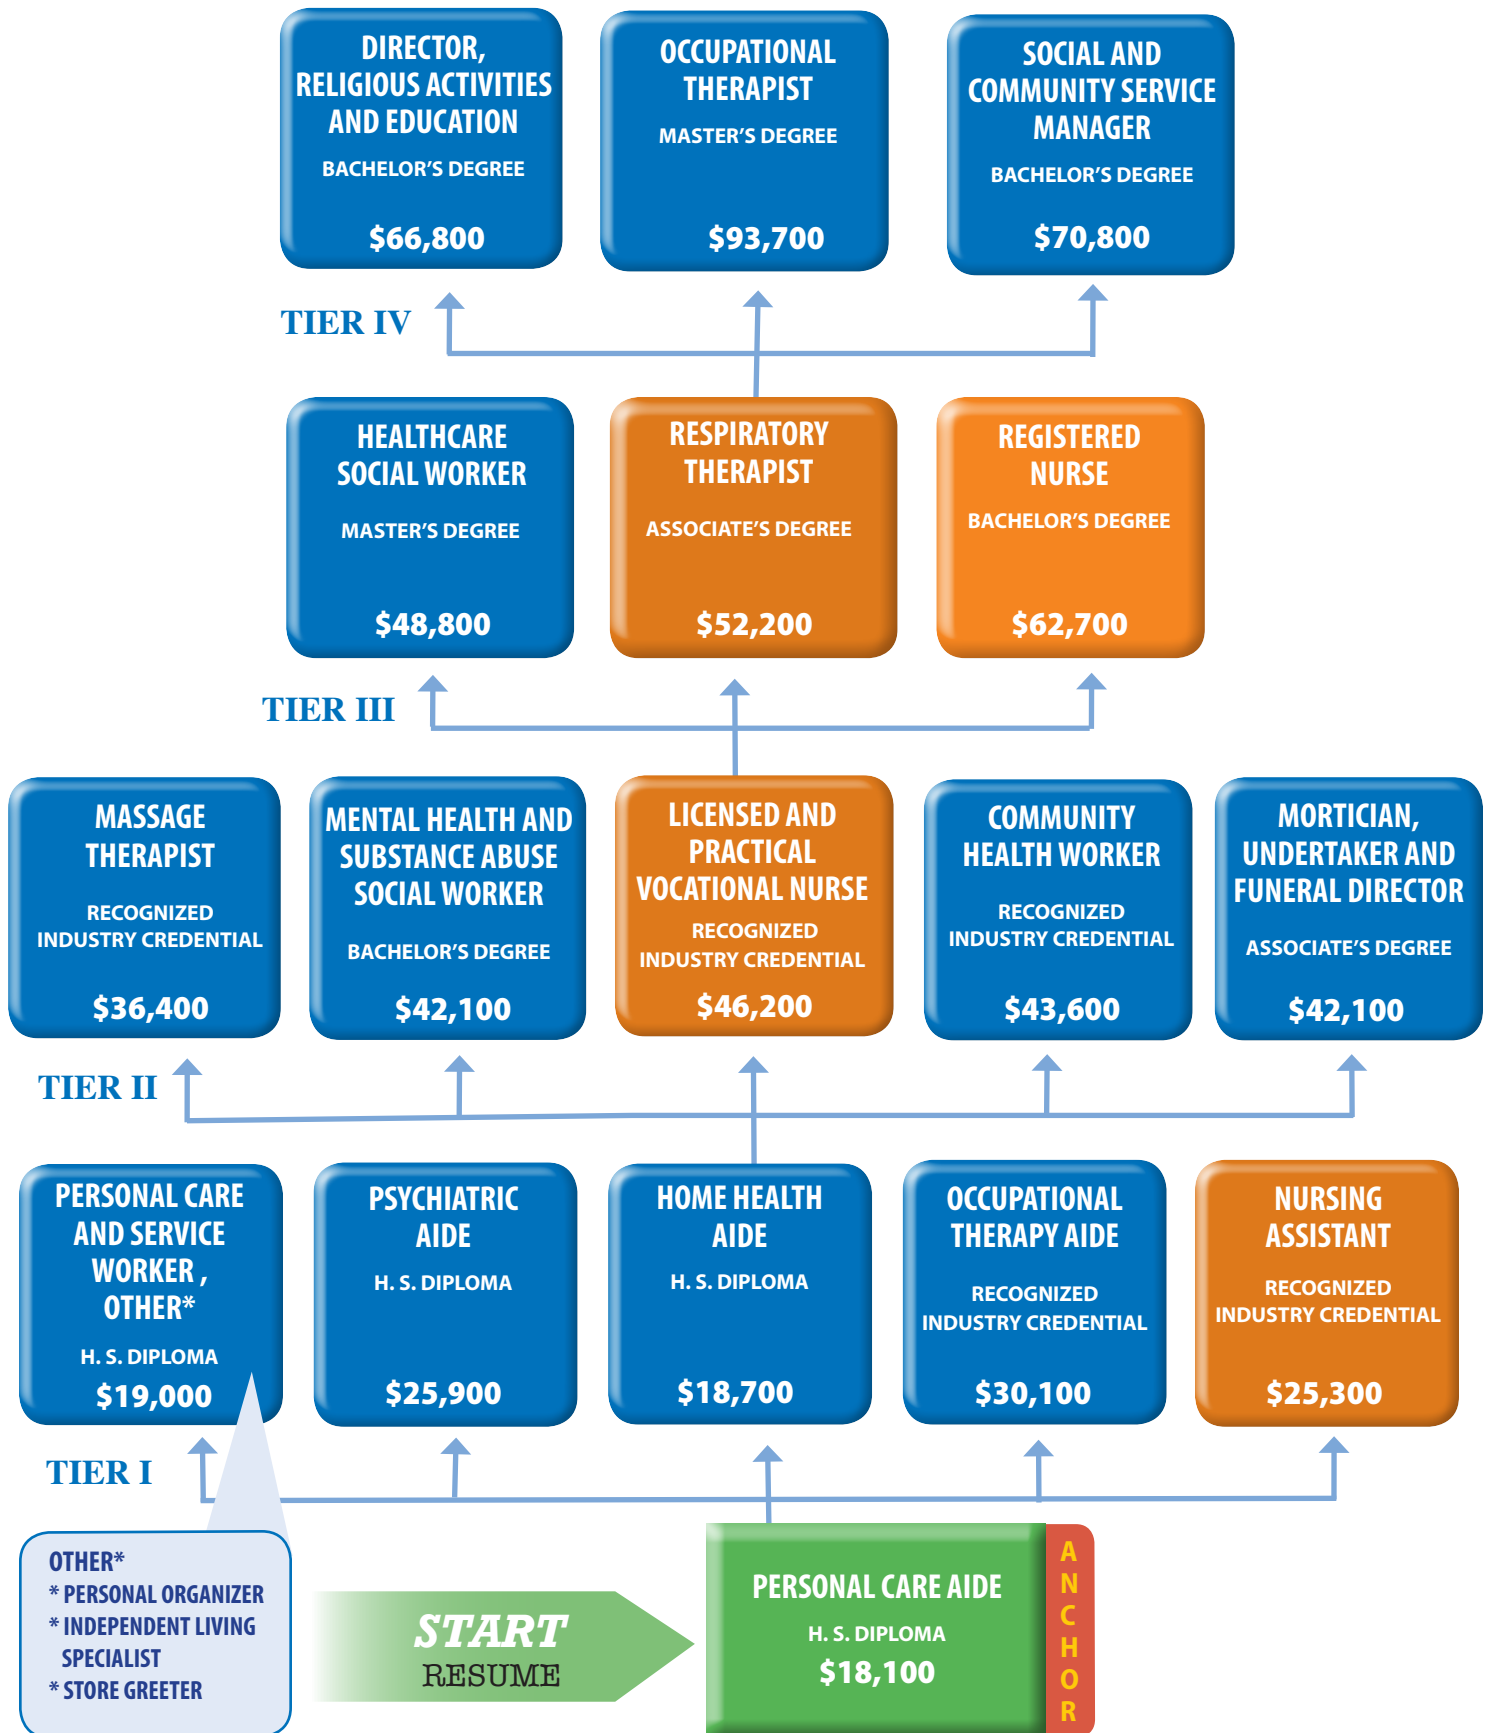 DIRECTOR,
RELIGIOUS ACTIVITIES
AND EDUCATION
BACHELOR'S DEGREE
$66,800
OCCUPATIONAL
THERAPIST
MASTER'S DEGREE
$93,700
SOCIAL AND
COMMUNITY SERVICE
MANAGER
BACHELOR'S DEGREE
$70,800
TIER IV
HEALTHCARE
SOCIAL WORKER
MASTER'S DEGREE
$48,800
RESPIRATORY
THERAPIST
ASSOCIATE'S DEGREE
$52,200
REGISTERED
NURSE
BACHELOR'S DEGREE
$62,700
TIER III
MASSAGE
THERAPIST
RECOGNIZED
INDUSTRY CREDENTIAL
$36,400
MENTAL HEALTH AND
SUBSTANCE ABUSE
SOCIAL WORKER
BACHELOR'S DEGREE
$42,100
LICENSED AND
PRACTICAL
VOCATIONAL NURSE
RECOGNIZED
INDUSTRY CREDENTIAL
$46,200
COMMUNITY
HEALTH WORKER
RECOGNIZED
INDUSTRY CREDENTIAL
$43,600
MORTICIAN,
UNDERTAKER AND
FUNERAL DIRECTOR
ASSOCIATE'S DEGREE
$42,100
TIER II
PERSONAL CARE
AND SERVICE
WORKER ,
OTHER*
H. S. DIPLOMA
$19,000
PSYCHIATRIC
AIDE
H. S. DIPLOMA
$25,900
HOME HEALTH
AIDE
H. S. DIPLOMA
$18,700
OCCUPATIONAL
THERAPY AIDE
RECOGNIZED
INDUSTRY CREDENTIAL
$30,100
NURSING
ASSISTANT
RECOGNIZED
INDUSTRY CREDENTIAL
$25,300
TIER I
OTHER*
* PERSONAL ORGANIZER
* INDEPENDENT LIVING
SPECIALIST
* STORE GREETER
START
RESUME
PERSONAL CARE AIDE
H. S. DIPLOMA
$18,100
ANCHOR